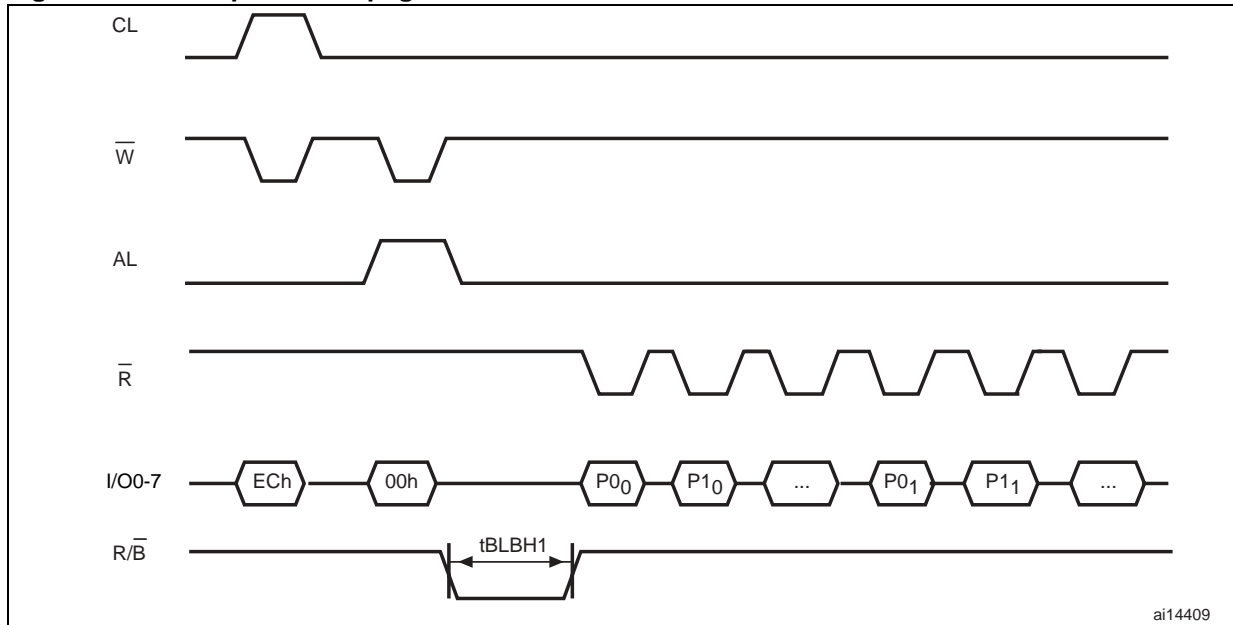 CL
W̅
AL
R̅
I/O0-7 ECh 00h P0₀ P1₀ ... P0₁ P1₁ ...
R/B̅ tBLBH1
ai14409